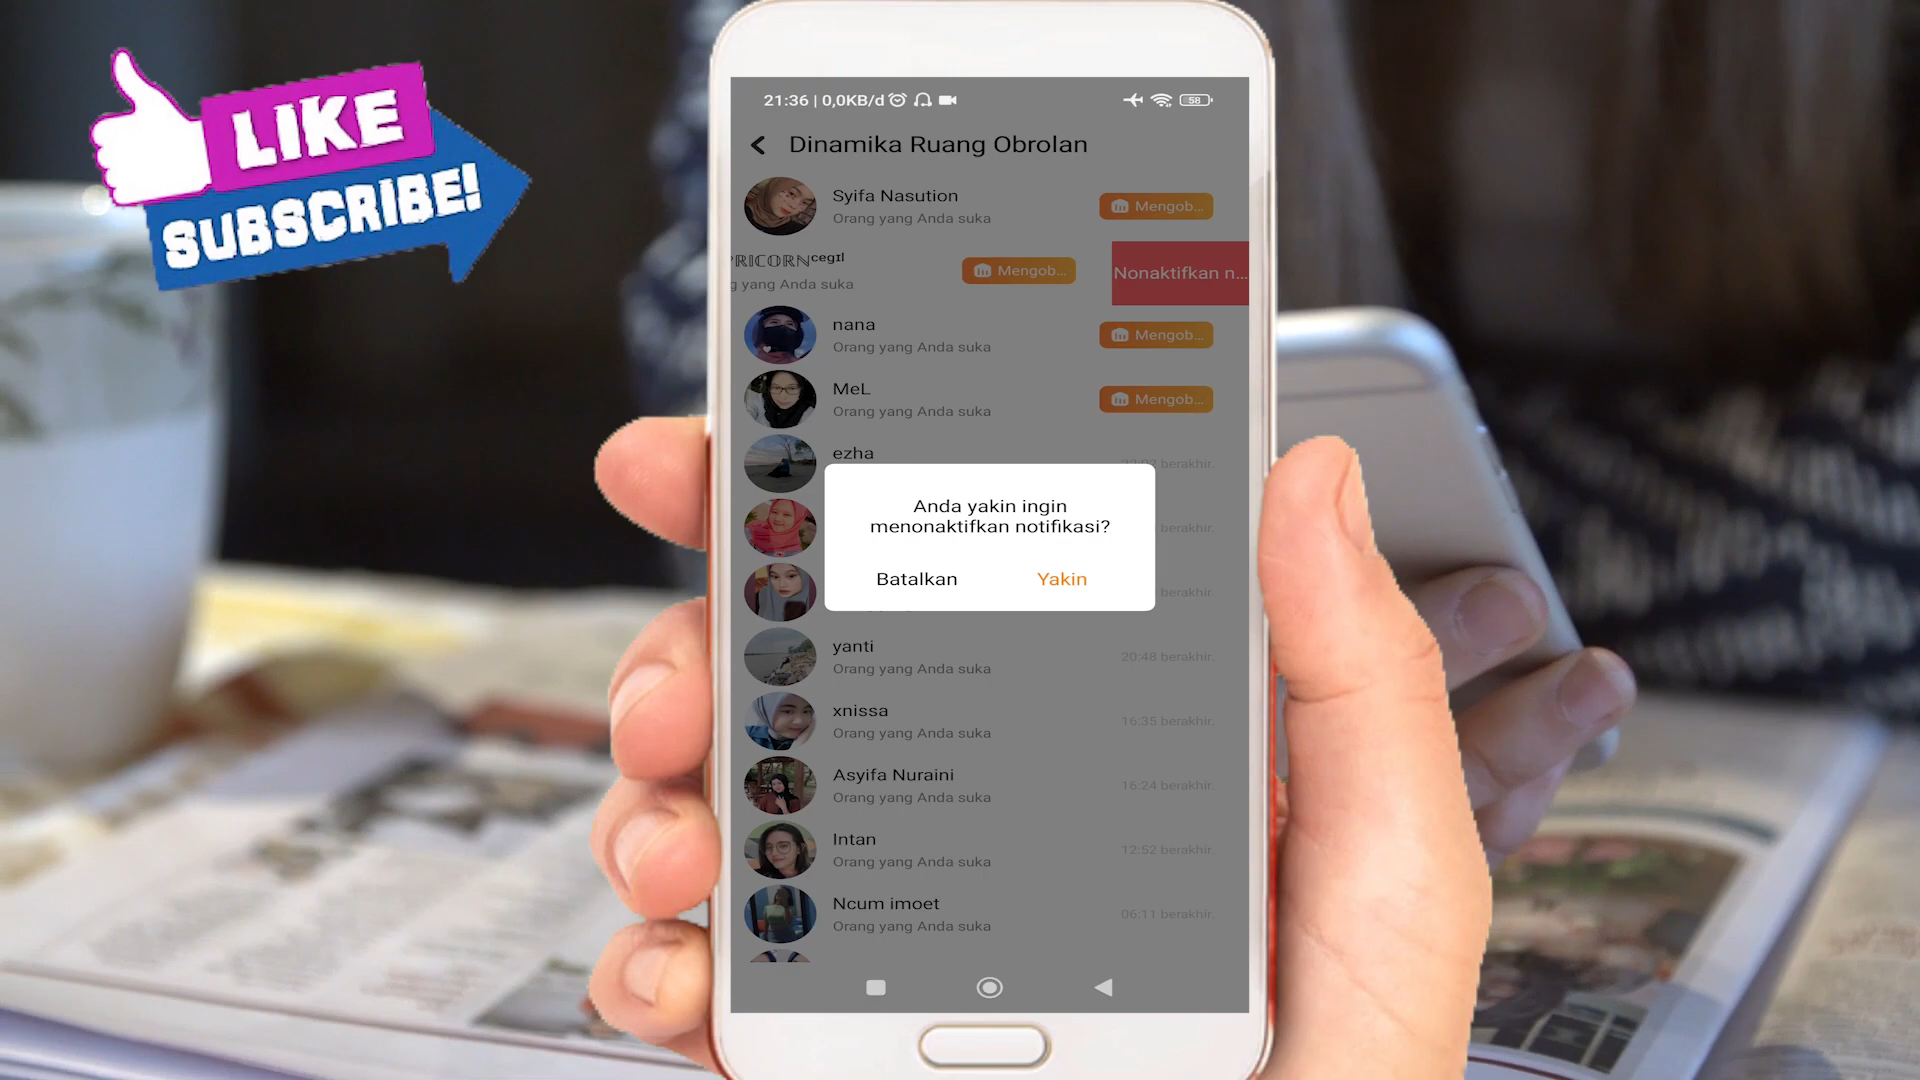 LIKE
SUBSCRIBE!
21:36 | 0,0KB/d
58
Dinamika Ruang Obrolan
Syifa Nasution
Orang yang Anda suka
Mengob...
ᴘRICORNᶜᵉᵍᶦˡ
g yang Anda suka
Mengob...
Nonaktifkan n...
nana
Orang yang Anda suka
Mengob...
MeL
Orang yang Anda suka
Mengob...
ezha
berakhir.
Anda yakin ingin
menonaktifkan notifikasi?
berakhir.
Batalkan
Yakin
berakhir.
yanti
Orang yang Anda suka
20:48 berakhir.
xnissa
Orang yang Anda suka
16:35 berakhir.
Asyifa Nuraini
Orang yang Anda suka
16:24 berakhir.
Intan
Orang yang Anda suka
12:52 berakhir.
Ncum imoet
Orang yang Anda suka
06:11 berakhir.